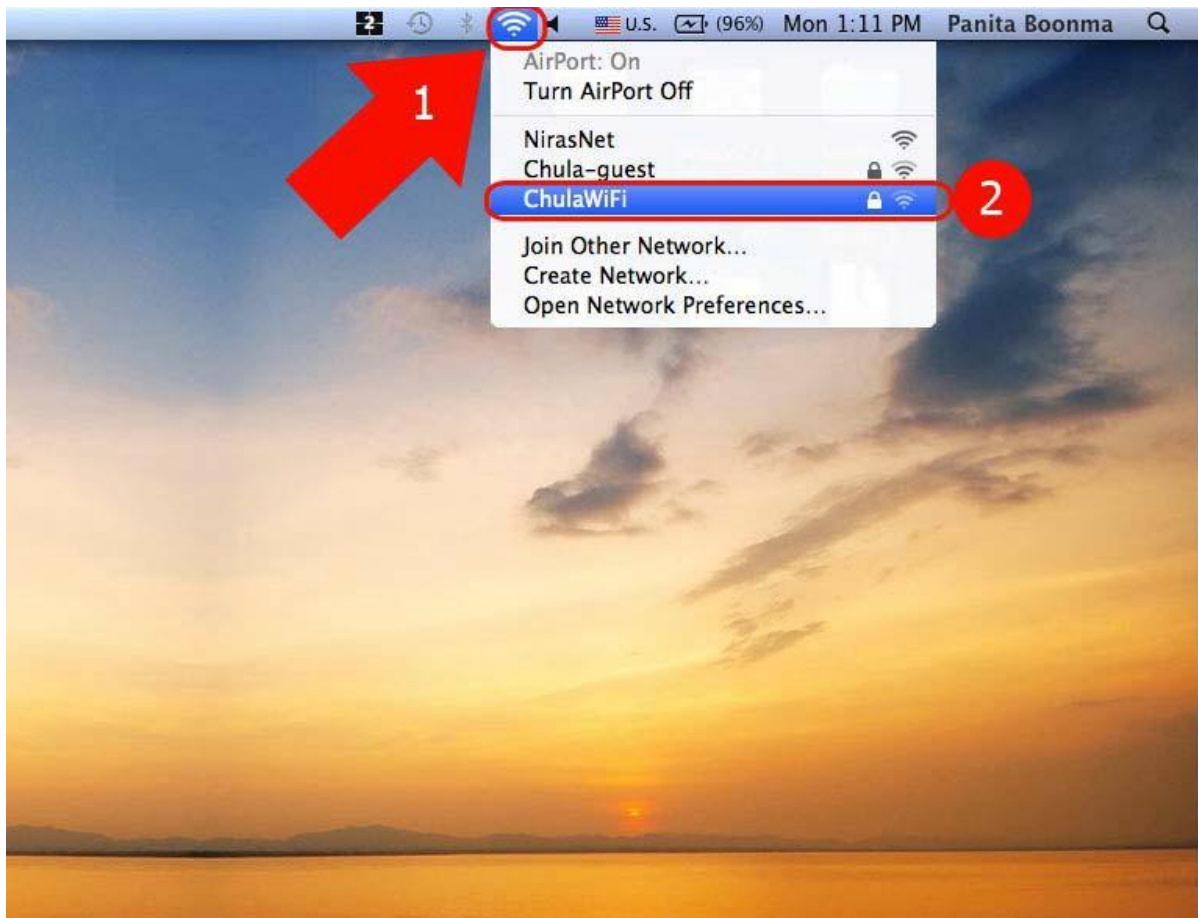 2 U.S. (96%) Mon 1:11 PM Panita Boonma
1
AirPort: On
Turn AirPort Off
NirasNet
Chula-guest
ChulaWiFi
2
Join Other Network...
Create Network...
Open Network Preferences...